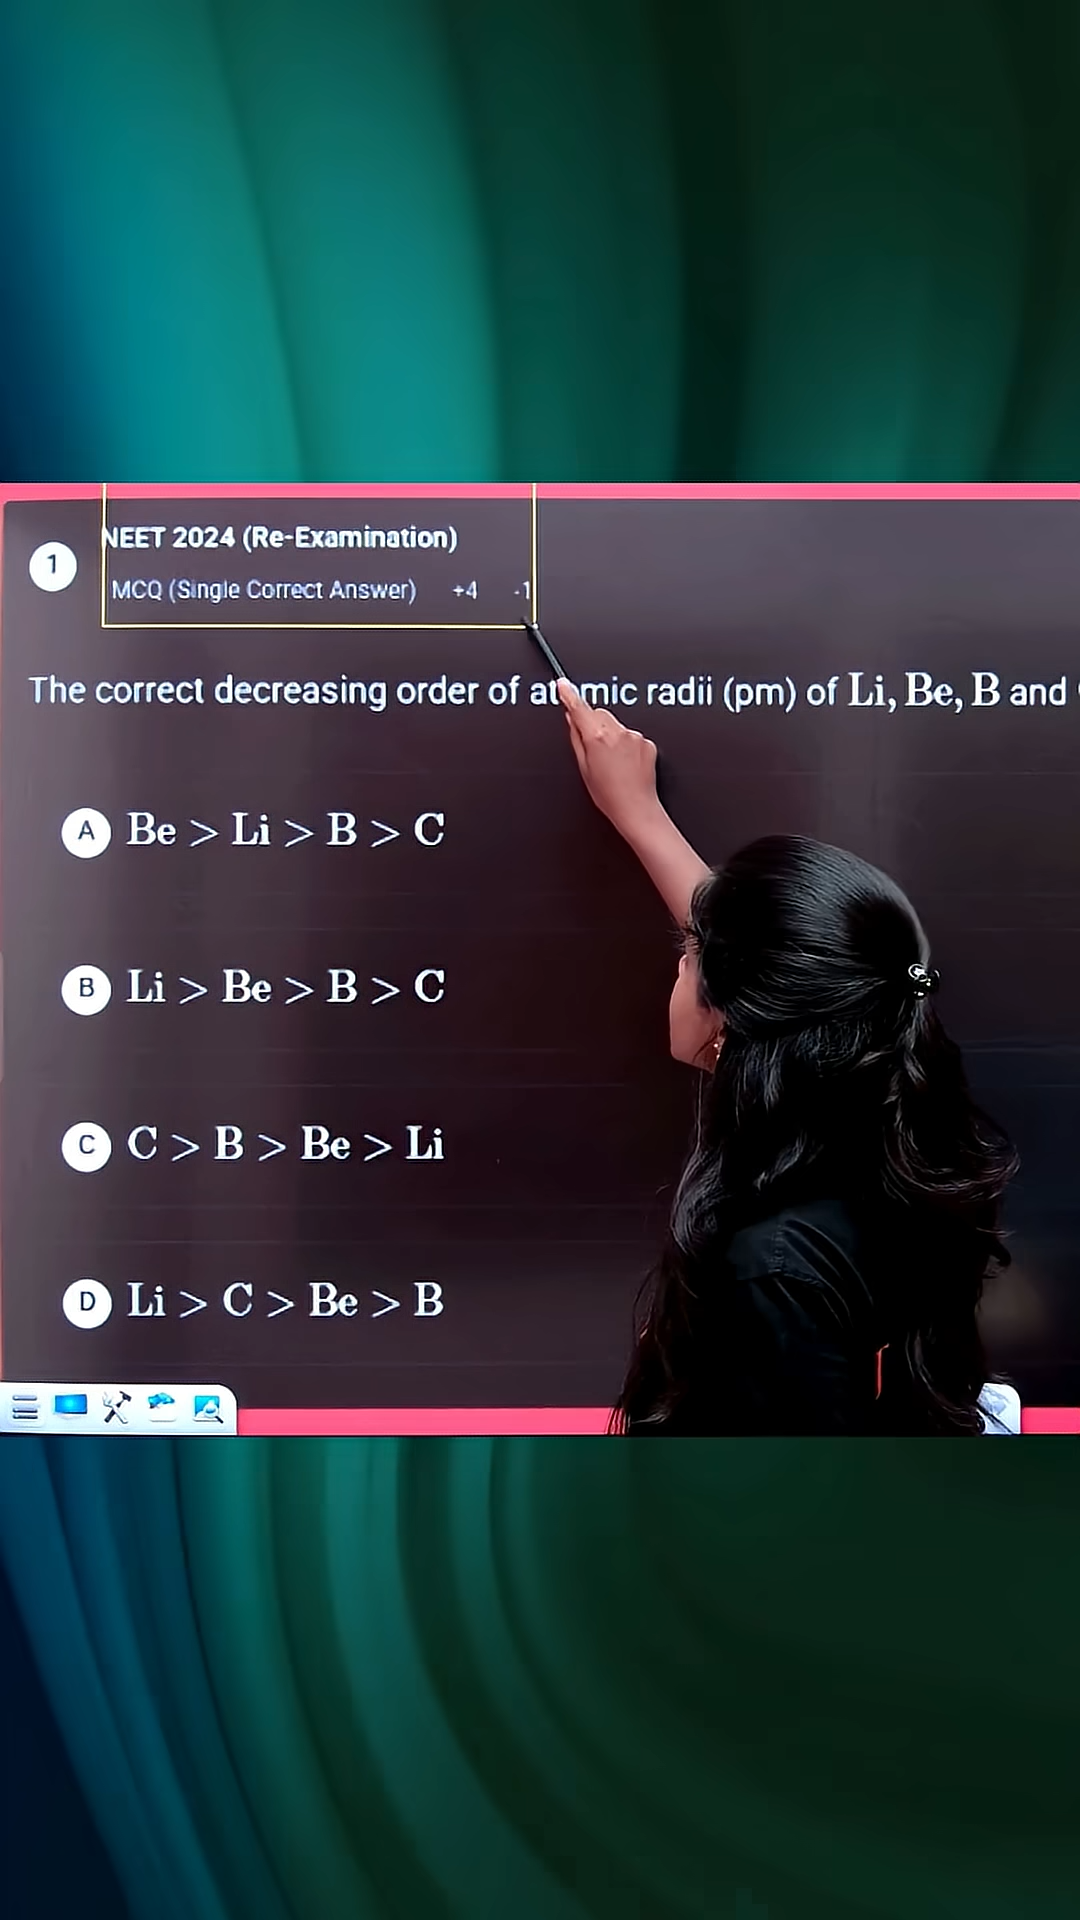 1
NEET 2024 (Re-Examination)
MCQ (Single Correct Answer) +4 -1
The correct decreasing order of atomic radii (pm) of Li, Be, B and
A Be > Li > B > C
B Li > Be > B > C
C C > B > Be > Li
D Li > C > Be > B